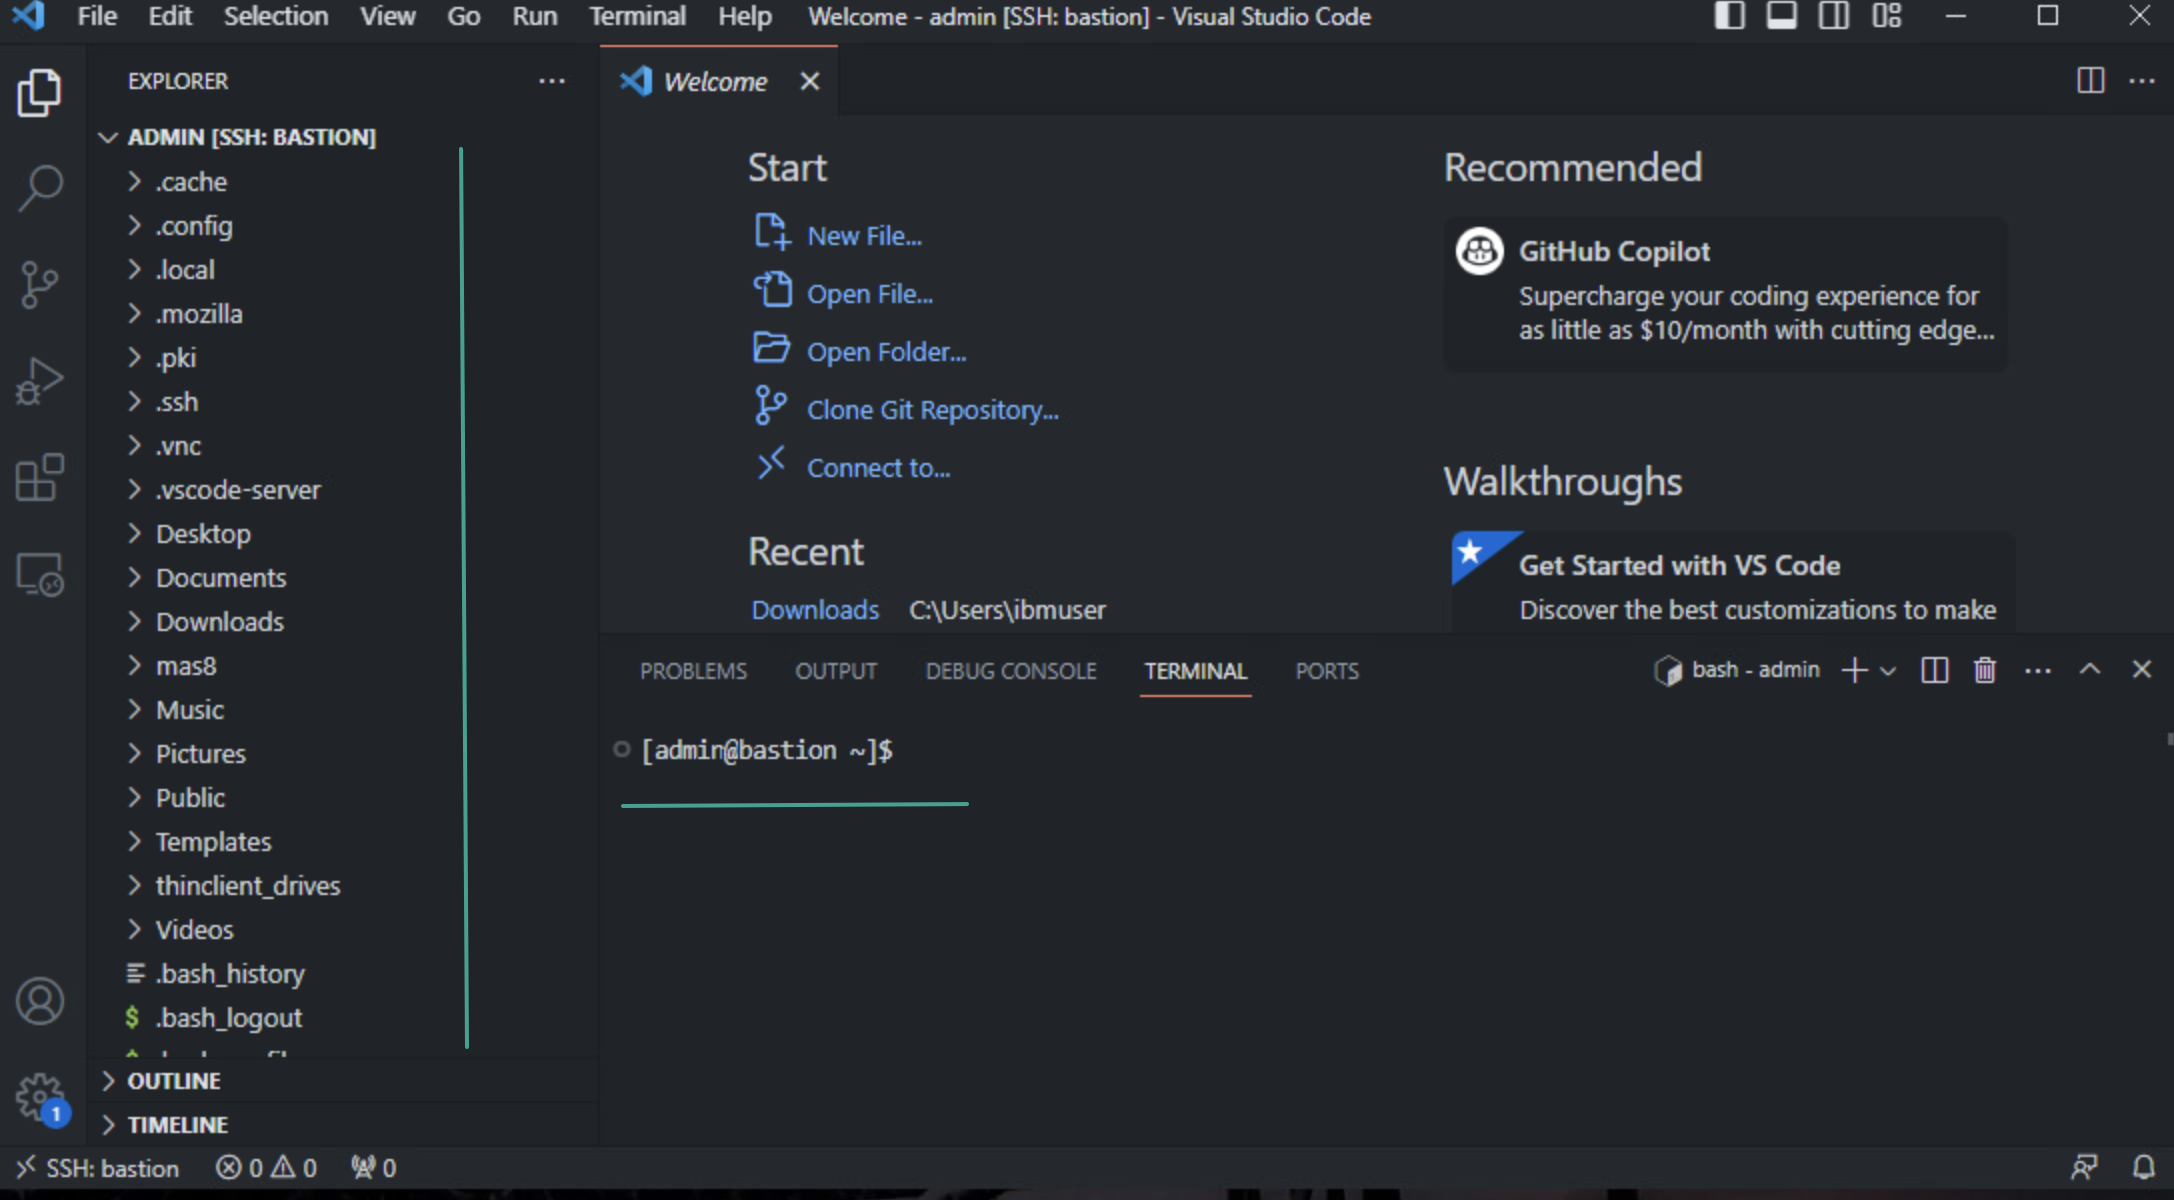 File Edit Selection View Go Run Terminal Help Welcome - admin [SSH: bastion] - Visual Studio Code
EXPLORER
ADMIN [SSH: BASTION]
.cache
.config
.local
.mozilla
.pki
.ssh
.vnc
.vscode-server
Desktop
Documents
Downloads
mas8
Music
Pictures
Public
Templates
thinclient_drives
Videos
.bash_history
$ .bash_logout
OUTLINE
TIMELINE
Welcome
Start
New File...
Open File...
Open Folder...
Clone Git Repository...
Connect to...
Recent
Downloads C:\Users\ibmuser
Recommended
GitHub Copilot
Supercharge your coding experience for
as little as $10/month with cutting edge...
Walkthroughs
Get Started with VS Code
Discover the best customizations to make
PROBLEMS OUTPUT DEBUG CONSOLE TERMINAL PORTS
bash - admin
[admin@bastion ~]$
1
SSH: bastion 0 0 0